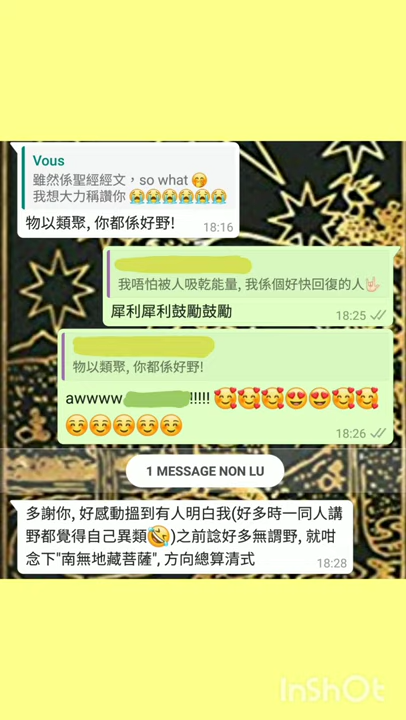 Vous
雖然係聖經經文，so what 🤭
我想大力稱讚你 😭😭😭😭😭😭
物以類聚, 你都係好野!
18:16
我唔怕被人吸乾能量, 我係個好快回復的人🤟🏻
犀利犀利鼓勵鼓勵
18:25
物以類聚, 你都係好野!
awwww !!!!! 🥰🥰🥰😍😍🥰🥰
☺️☺️☺️☺️☺️
18:26
1 MESSAGE NON LU
多謝你, 好感動搵到有人明白我(好多時一同人講
野都覺得自己異類🤣)之前諗好多無謂野, 就咁
念下"南無地藏菩薩", 方向總算清式
18:28
InShOt